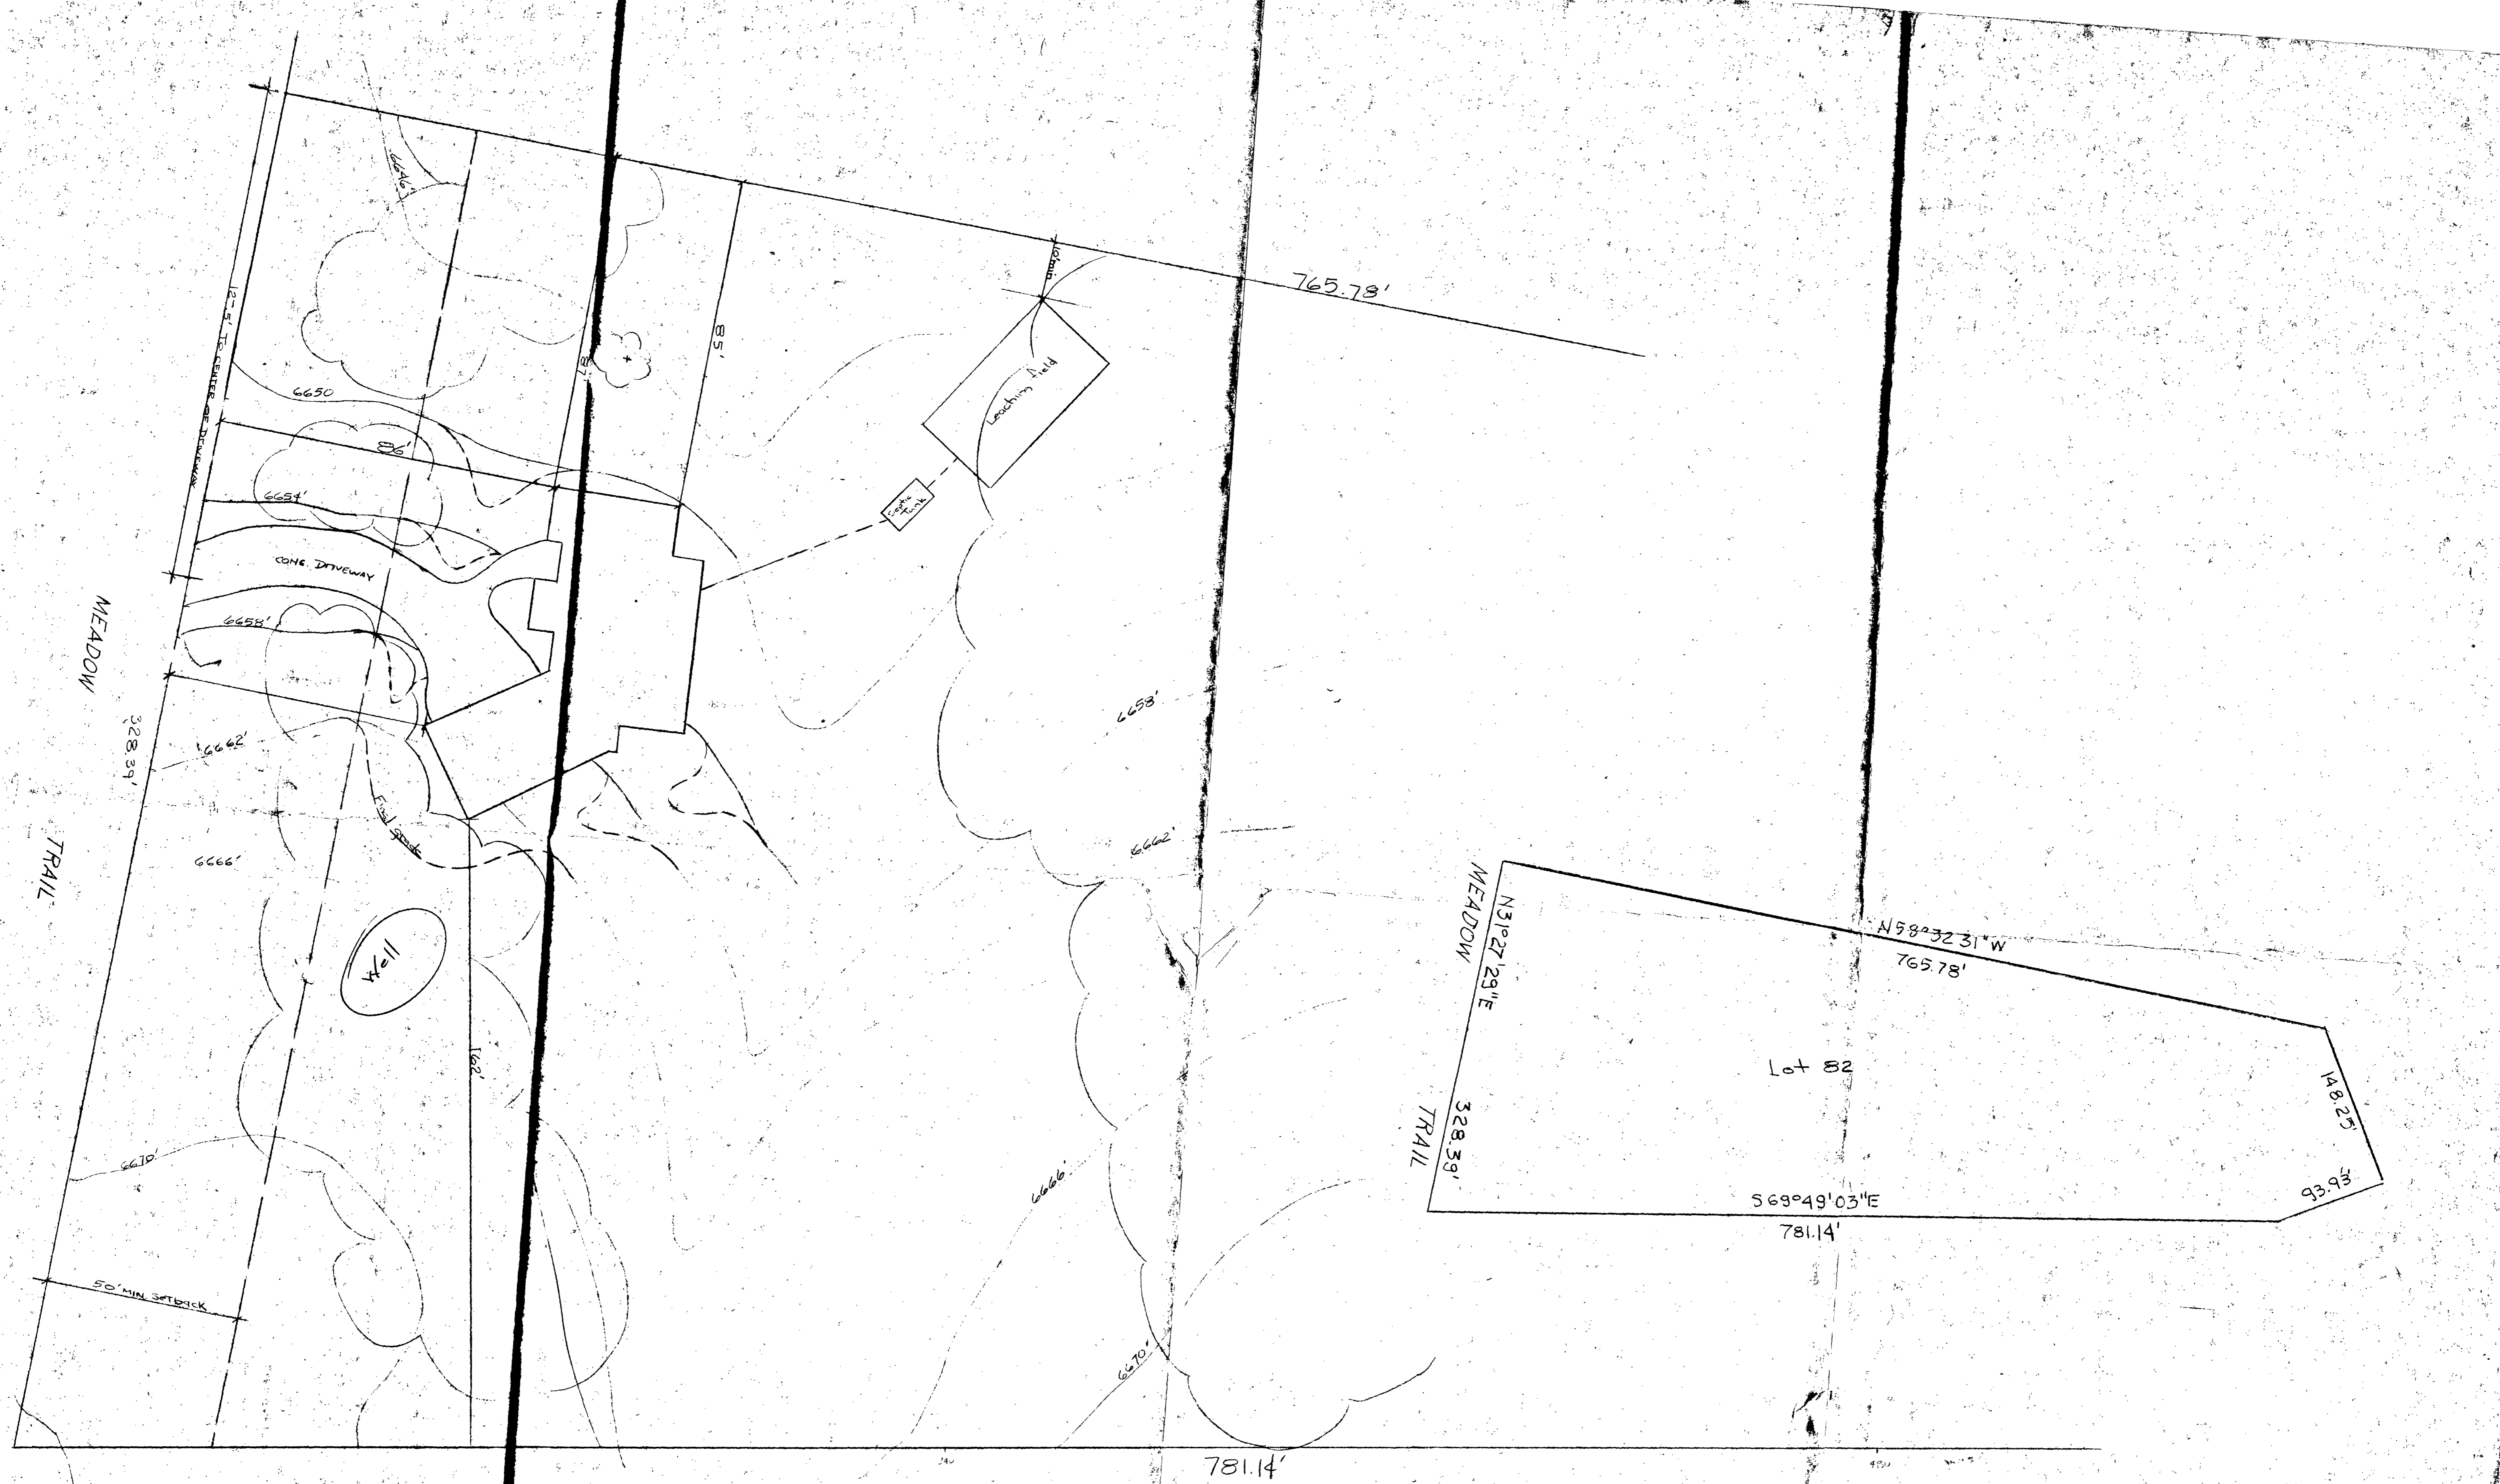 6646'
10' min
765.78'
85'
87'
6650
125' TO CENTER OF DRIVEWAY
Leaching field
86'
6654'
Septic Tank
CONC. DRIVEWAY
6658'
MEADOW
328.39'
6662'
6658'
Final grade
6662'
6666'
TRAIL
Well
162'
6666'
6670'
50' MIN. Setback
6670'
781.14'
MEADOW
N31°27'29"E
N58°32'31"W
765.78'
Lot 82
148.25'
328.39'
TRAIL
93.93'
S69°49'03"E
781.14'